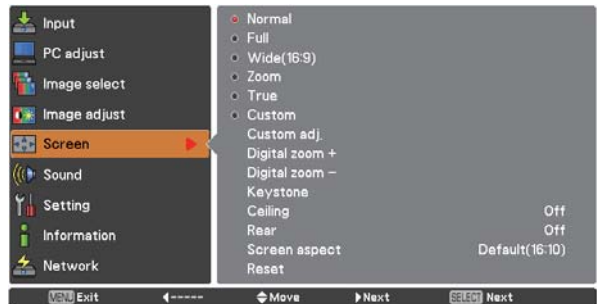 Input
PC adjust
Image select
Image adjust
Screen
Sound
Setting
Information
Network
Normal
Full
Wide(16:9)
Zoom
True
Custom
Custom adj.
Digital zoom +
Digital zoom –
Keystone
Ceiling Off
Rear Off
Screen aspect Default(16:10)
Reset
MENU Exit ◀----- Move Next SELECT Next